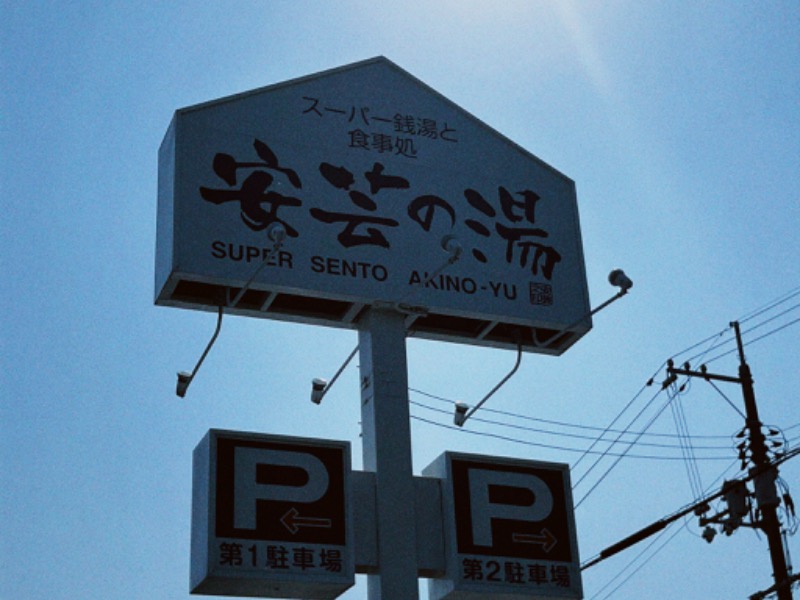 スーパー銭湯と
食事処
安芸の湯
SUPER SENTO AKINO-YU
P
第1駐車場
P
第2駐車場